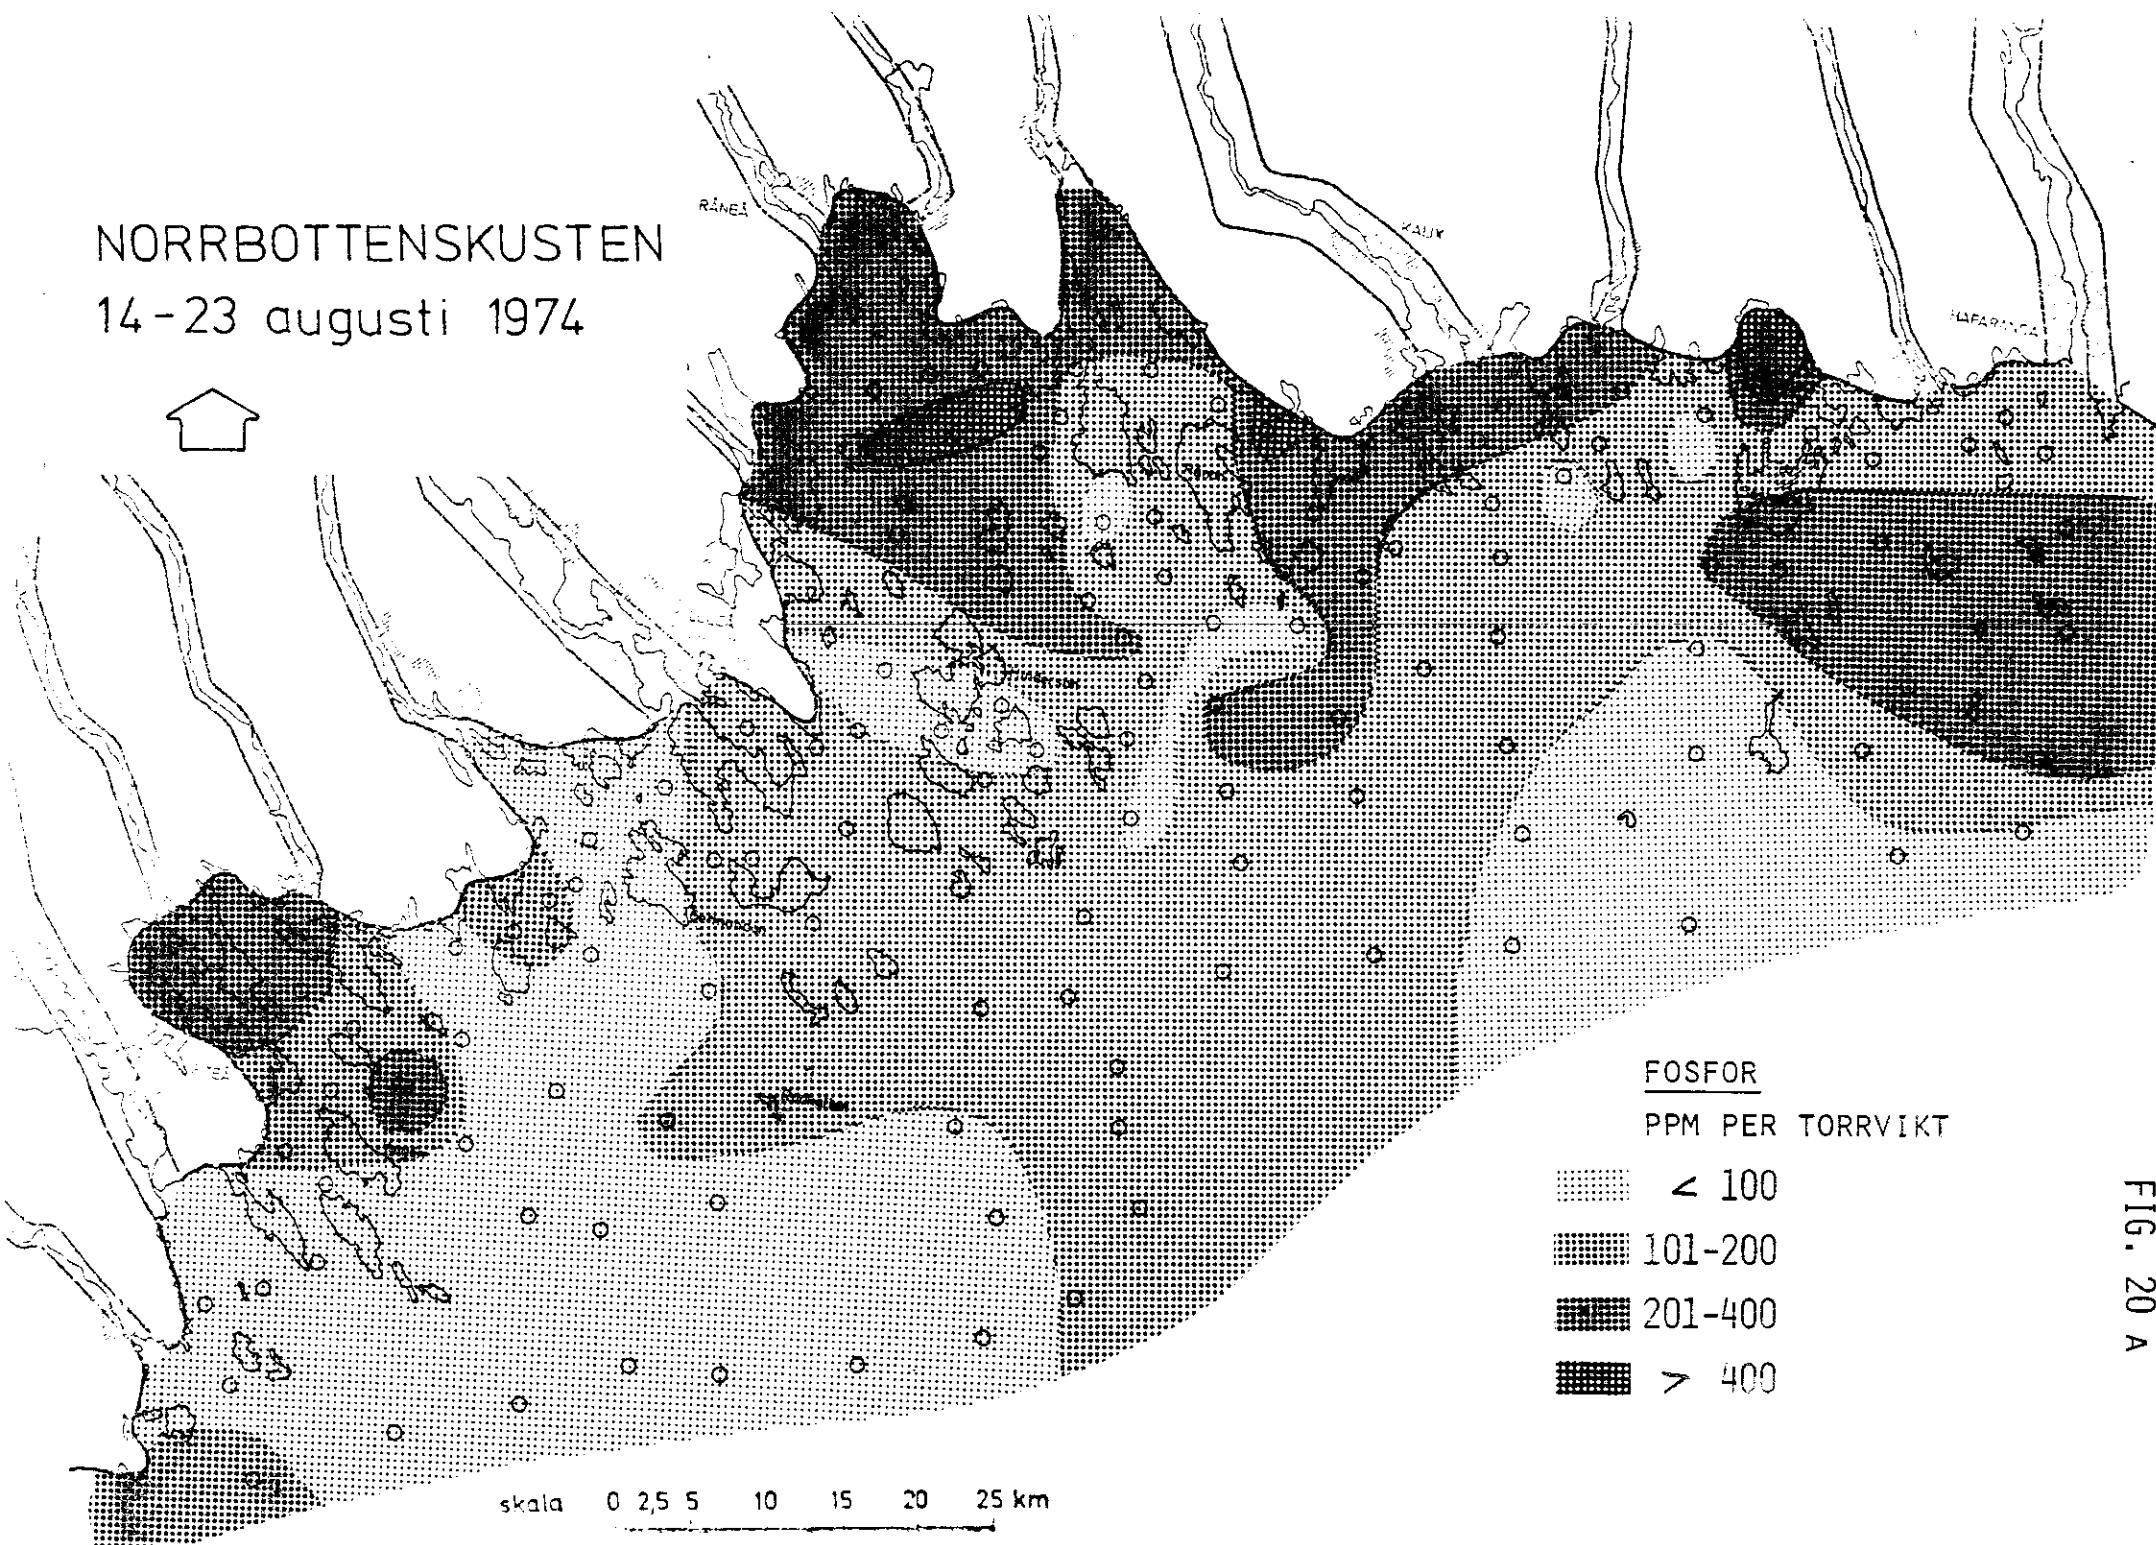 NORRBOTTENSKUSTEN
14-23 augusti 1974
RÅNEÅ
KALIX
FOSFOR
PPM PER TORRVIKT
< 100
101-200
201-400
> 400
skala 0 2,5 5 10 15 20 25 km
FIG. 20 A